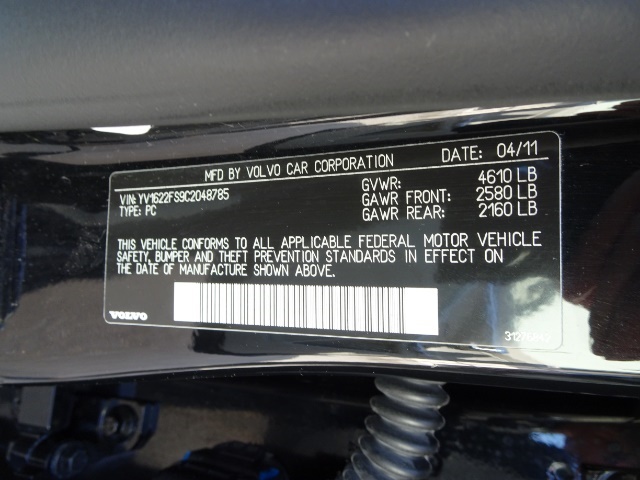 MFD BY VOLVO CAR CORPORATION DATE: 04/11
VIN: YV1622FS9C2048785
TYPE: PC
GVWR: 4610 LB
GAWR FRONT: 2580 LB
GAWR REAR: 2160 LB
THIS VEHICLE CONFORMS TO ALL APPLICABLE FEDERAL MOTOR VEHICLE
SAFETY, BUMPER AND THEFT PREVENTION STANDARDS IN EFFECT ON
THE DATE OF MANUFACTURE SHOWN ABOVE.
VOLVO